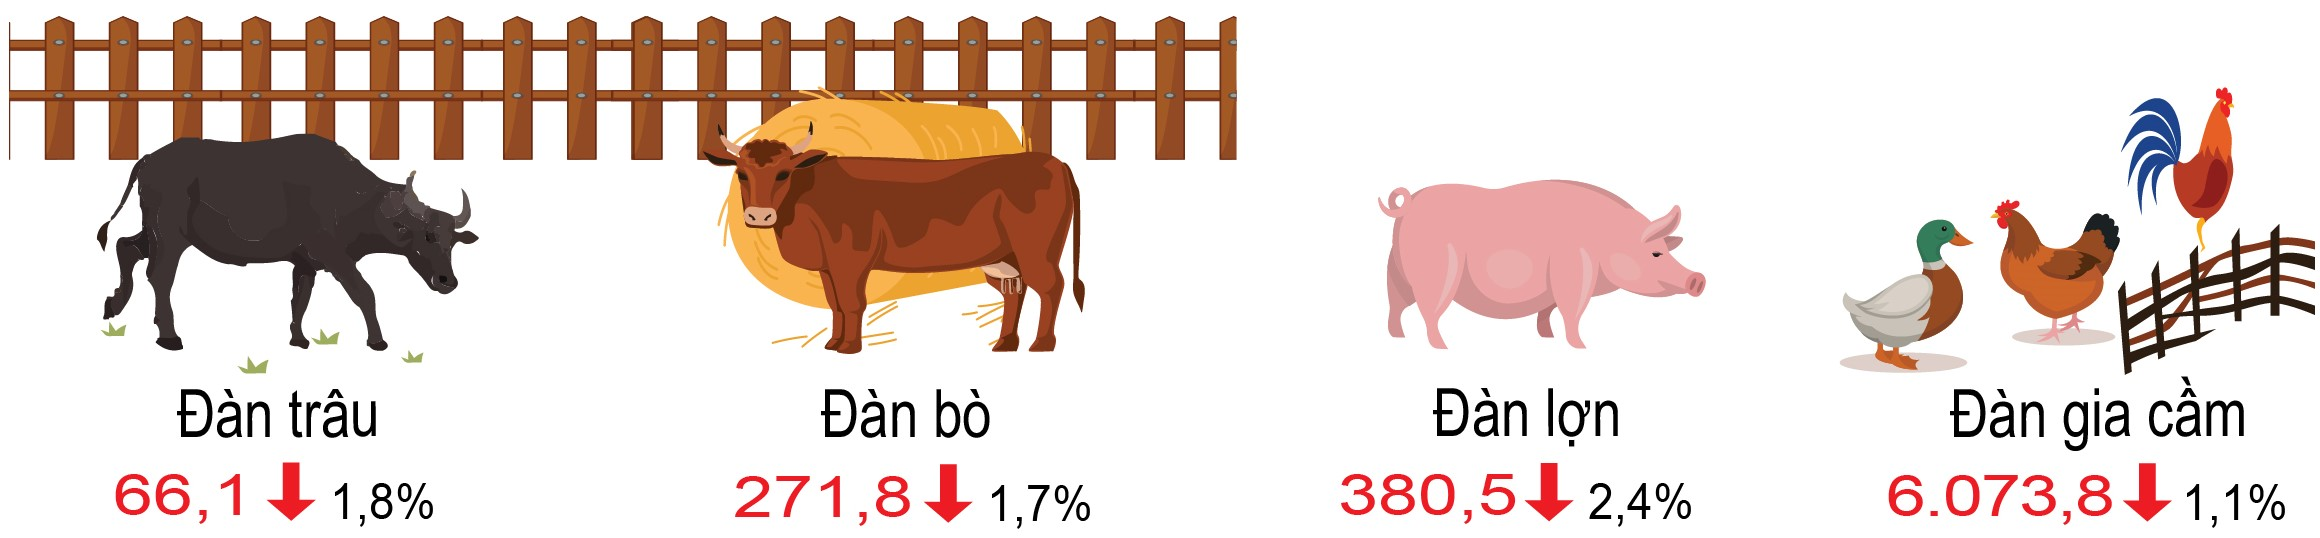 Đàn trâu
66,1 1,8%
Đàn bò
271,8 1,7%
Đàn lợn
380,5 2,4%
Đàn gia cầm
6.073,8 1,1%